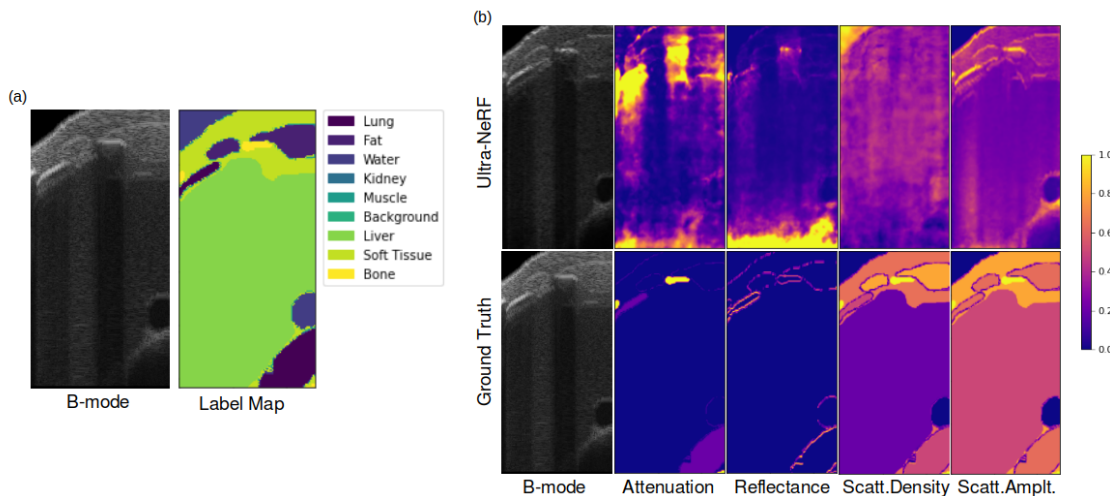 (a)
B-mode
Label Map
Lung
Fat
Water
Kidney
Muscle
Background
Liver
Soft Tissue
Bone
(b)
Ultra-NeRF
Ground Truth
B-mode
Attenuation
Reflectance
Scatt.Density
Scatt.Amplt.
1.0
0.8
0.6
0.4
0.2
0.0